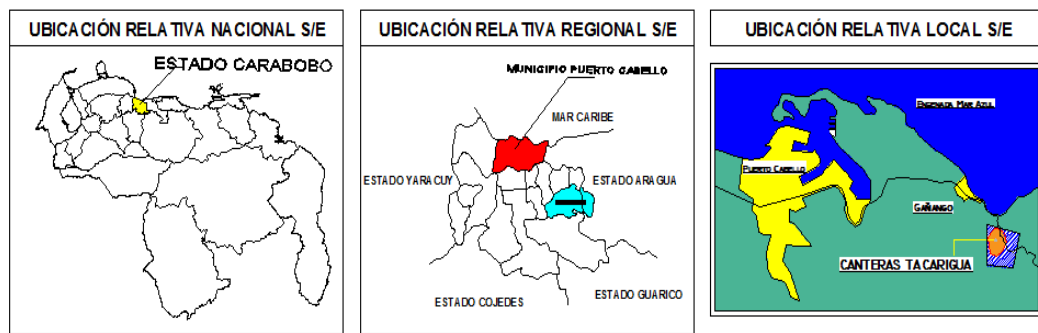 UBICACIÓN RELATIVA NACIONAL S/E
ESTADO CARABOBO
UBICACIÓN RELATIVA REGIONAL S/E
MUNICIPIO PUERTO CABELLO
MAR CARIBE
ESTADO YARACUY
ESTADO ARAGUA
ESTADO COJEDES
ESTADO GUARICO
UBICACIÓN RELATIVA LOCAL S/E
ENSENADA MAR AZUL
PUERTO CABELLO
GAÑANGO
CANTERAS TACARIGUA